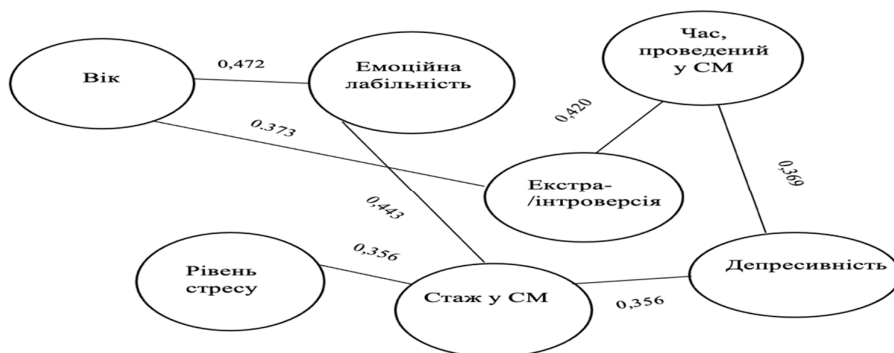 Час,
проведений
у СМ
Вік
0,472
Емоційна
лабільність
0.373
0,420
Екстра-
/інтроверсія
0,369
0,443
Рівень
стресу
0,356
Стаж у СМ
0,356
Депресивність